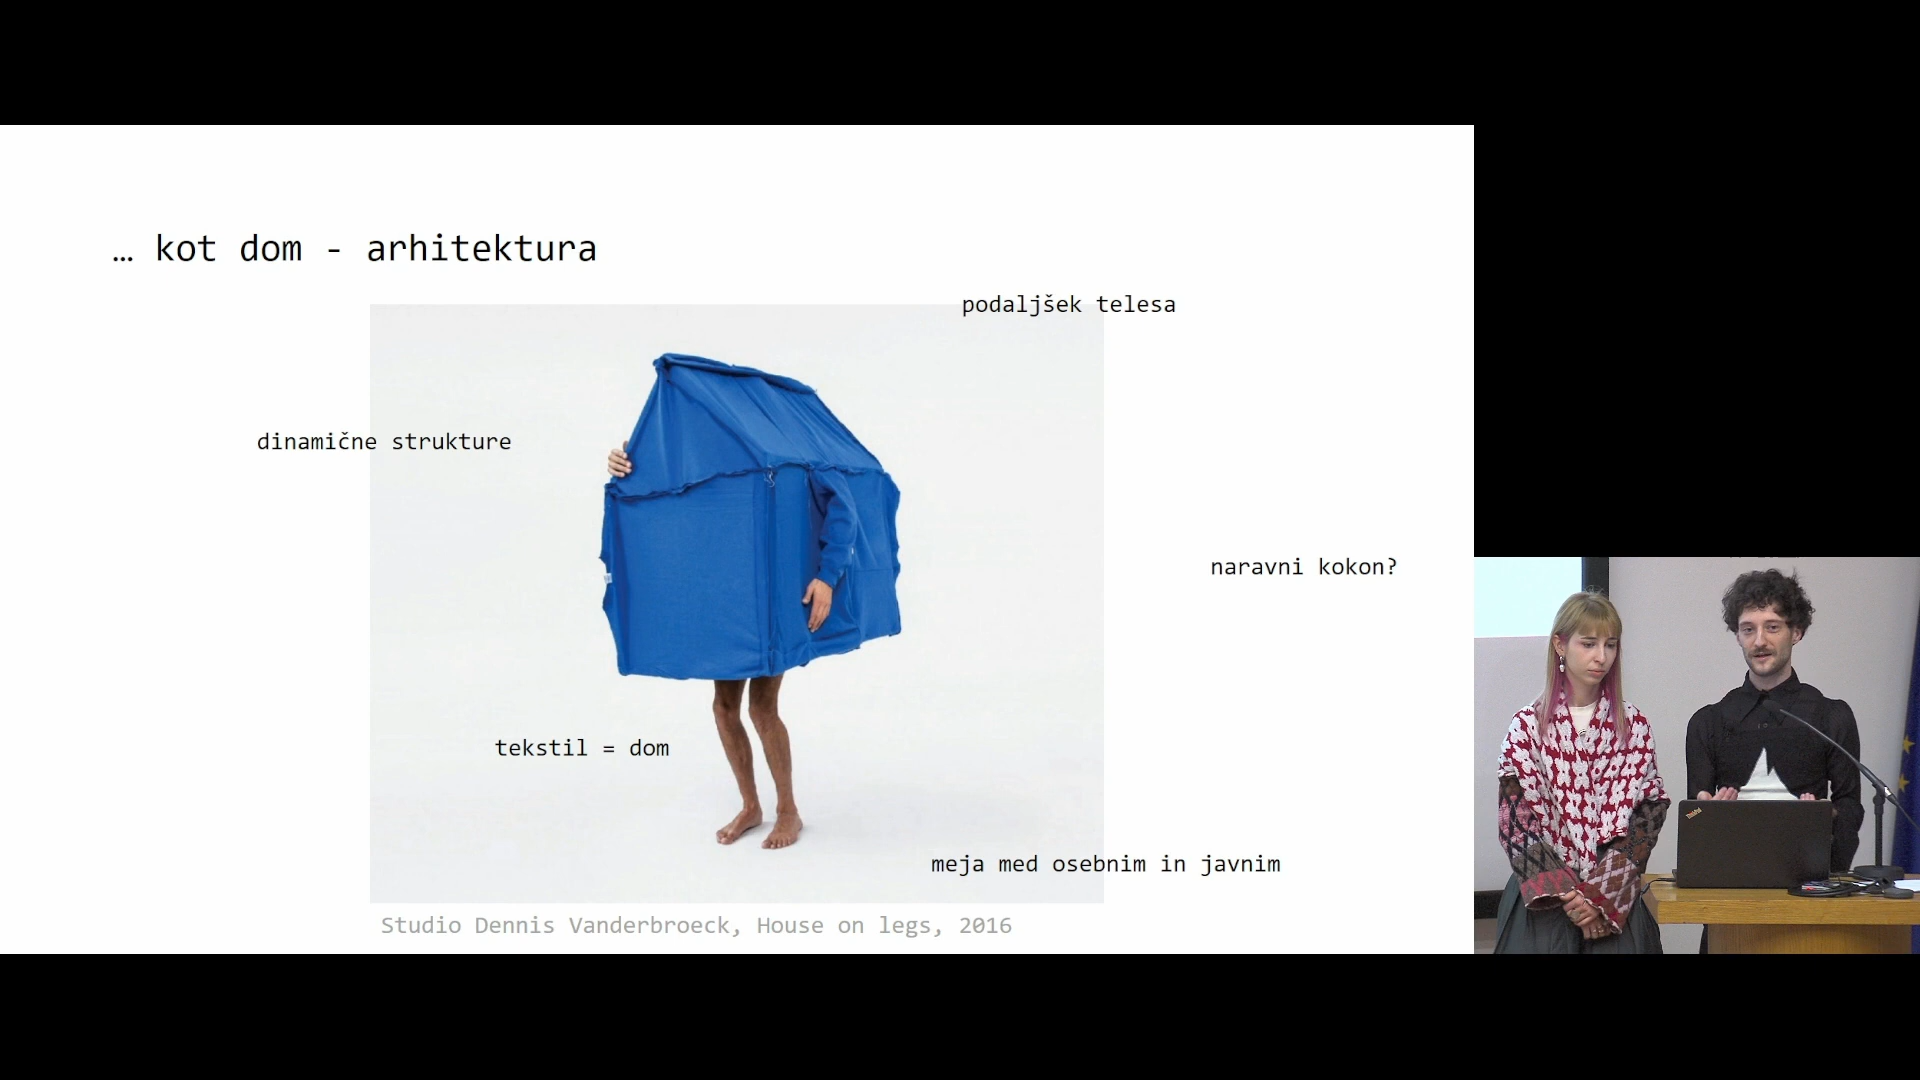 … kot dom - arhitektura
podaljšek telesa
dinamične strukture
naravni kokon?
tekstil = dom
meja med osebnim in javnim
Studio Dennis Vanderbroeck, House on legs, 2016
ThinkPad